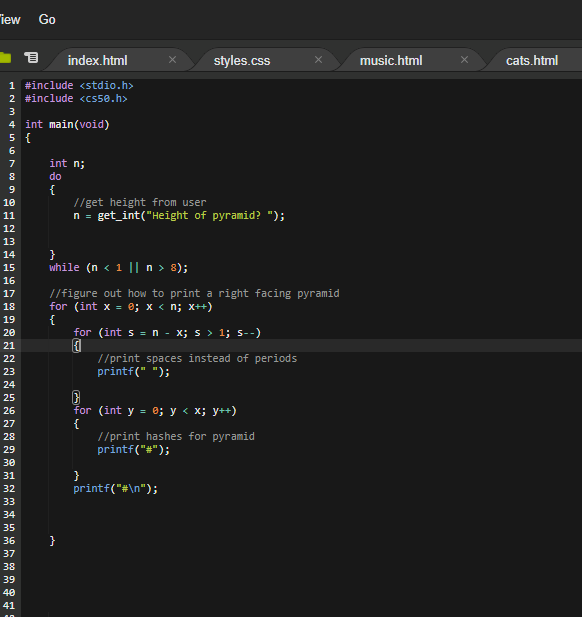 iew Go
index.html × styles.css × music.html × cats.html
1 #include <stdio.h>
2 #include <cs50.h>
3
4 int main(void)
5 {
6
7     int n;
8     do
9     {
10         //get height from user
11         n = get_int("Height of pyramid? ");
12
13
14     }
15     while (n < 1 || n > 8);
16
17     //figure out how to print a right facing pyramid
18     for (int x = 0; x < n; x++)
19     {
20         for (int s = n - x; s > 1; s--)
21         {
22             //print spaces instead of periods
23             printf(" ");
24
25         }
26         for (int y = 0; y < x; y++)
27         {
28             //print hashes for pyramid
29             printf("#");
30
31         }
32         printf("#\n");
33
34
35
36     }
37
38
39
40
41